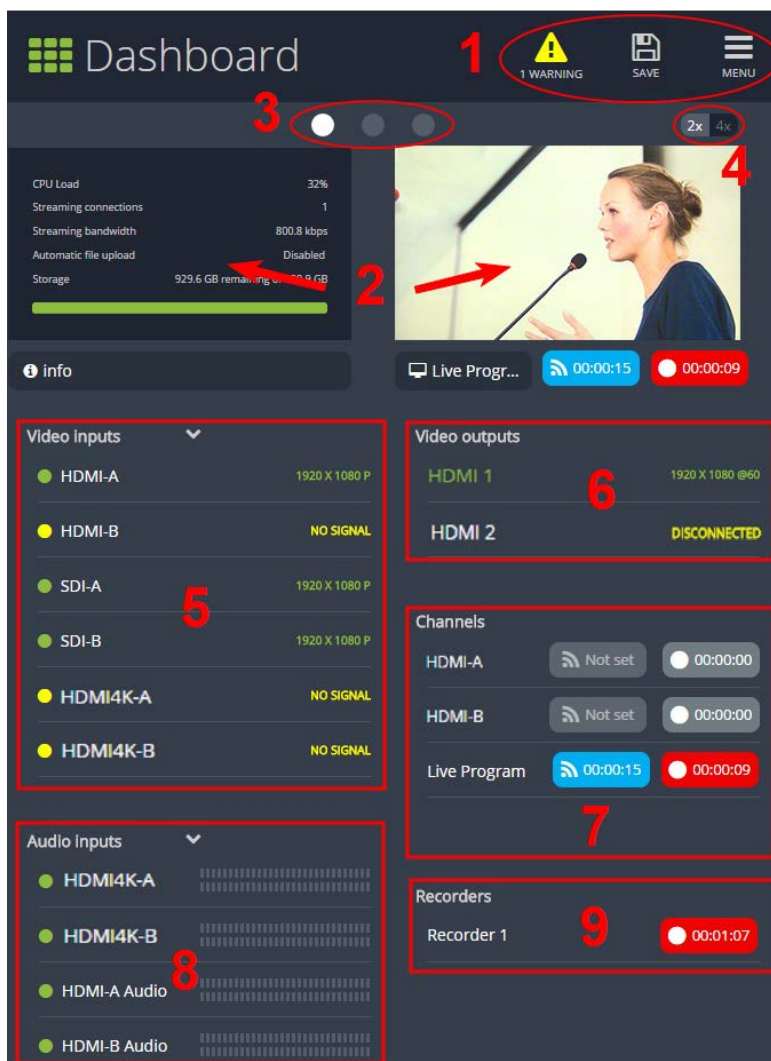 Dashboard
1
1 WARNING
SAVE
MENU
3
2x 4x
4
CPU Load 32%
Streaming connections 1
Streaming bandwidth 800.8 kbps
Automatic file upload Disabled
Storage 929.6 GB remaining
2
info
Live Progr... 00:00:15 00:00:09
Video inputs
HDMI-A 1920 X 1080 P
HDMI-B NO SIGNAL
SDI-A 1920 X 1080 P
5
SDI-B 1920 X 1080 P
HDMI4K-A NO SIGNAL
HDMI4K-B NO SIGNAL
Video outputs
HDMI 1 1920 X 1080 @60
6
HDMI 2 DISCONNECTED
Channels
HDMI-A Not set 00:00:00
HDMI-B Not set 00:00:00
Live Program 00:00:15 00:00:09
7
Audio inputs
HDMI4K-A
HDMI4K-B
8
HDMI-A Audio
HDMI-B Audio
Recorders
Recorder 1 00:01:07
9